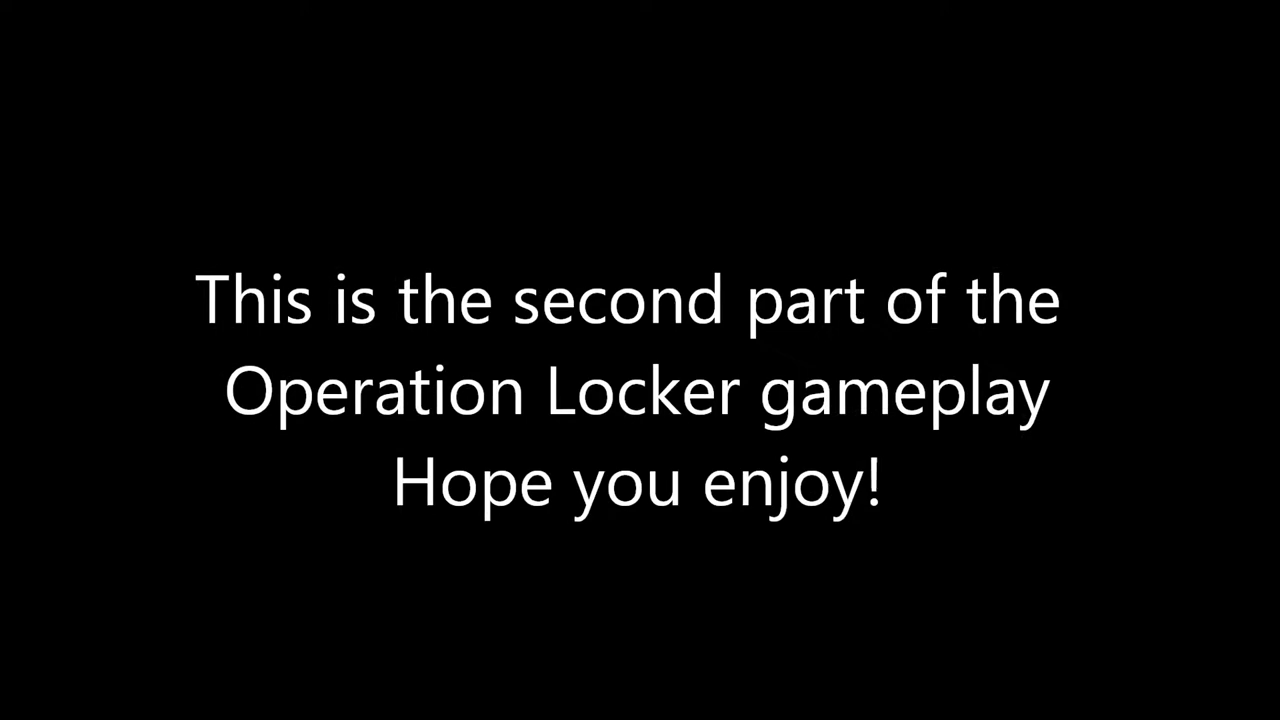 This is the second part of the
Operation Locker gameplay
Hope you enjoy!